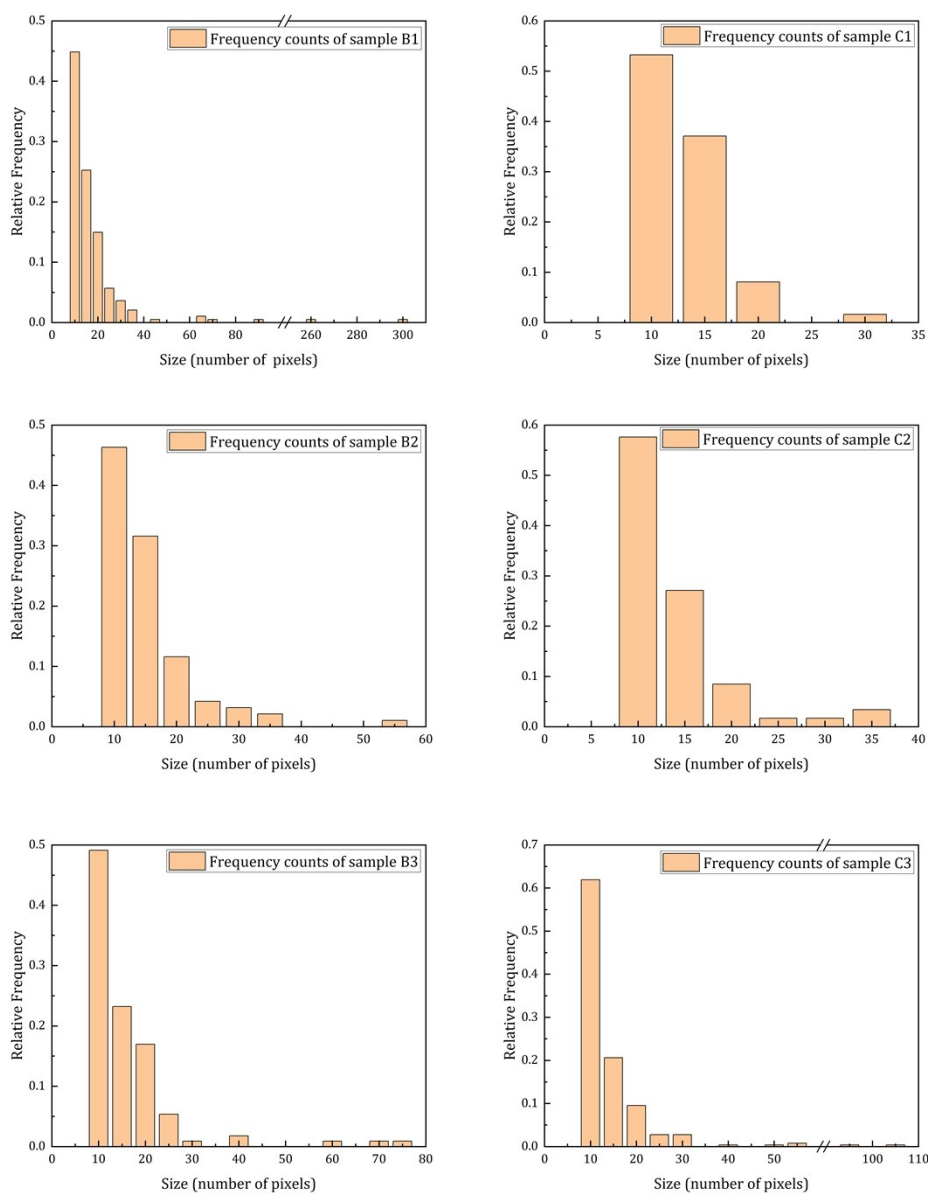 Frequency counts of sample B1
Relative Frequency
0.5
0.4
0.3
0.2
0.1
0.0
0 20 40 60 80 260 280 300
Size (number of pixels)
Frequency counts of sample C1
Relative Frequency
0.6
0.5
0.4
0.3
0.2
0.1
0.0
0 5 10 15 20 25 30 35
Size (number of pixels)
Frequency counts of sample B2
Relative Frequency
0.5
0.4
0.3
0.2
0.1
0.0
0 10 20 30 40 50 60
Size (number of pixels)
Frequency counts of sample C2
Relative Frequency
0.6
0.5
0.4
0.3
0.2
0.1
0.0
0 5 10 15 20 25 30 35 40
Size (number of pixels)
Frequency counts of sample B3
Relative Frequency
0.5
0.4
0.3
0.2
0.1
0.0
0 10 20 30 40 50 60 70 80
Size (number of pixels)
Frequency counts of sample C3
Relative Frequency
0.7
0.6
0.5
0.4
0.3
0.2
0.1
0.0
0 10 20 30 40 50 100 110
Size (number of pixels)